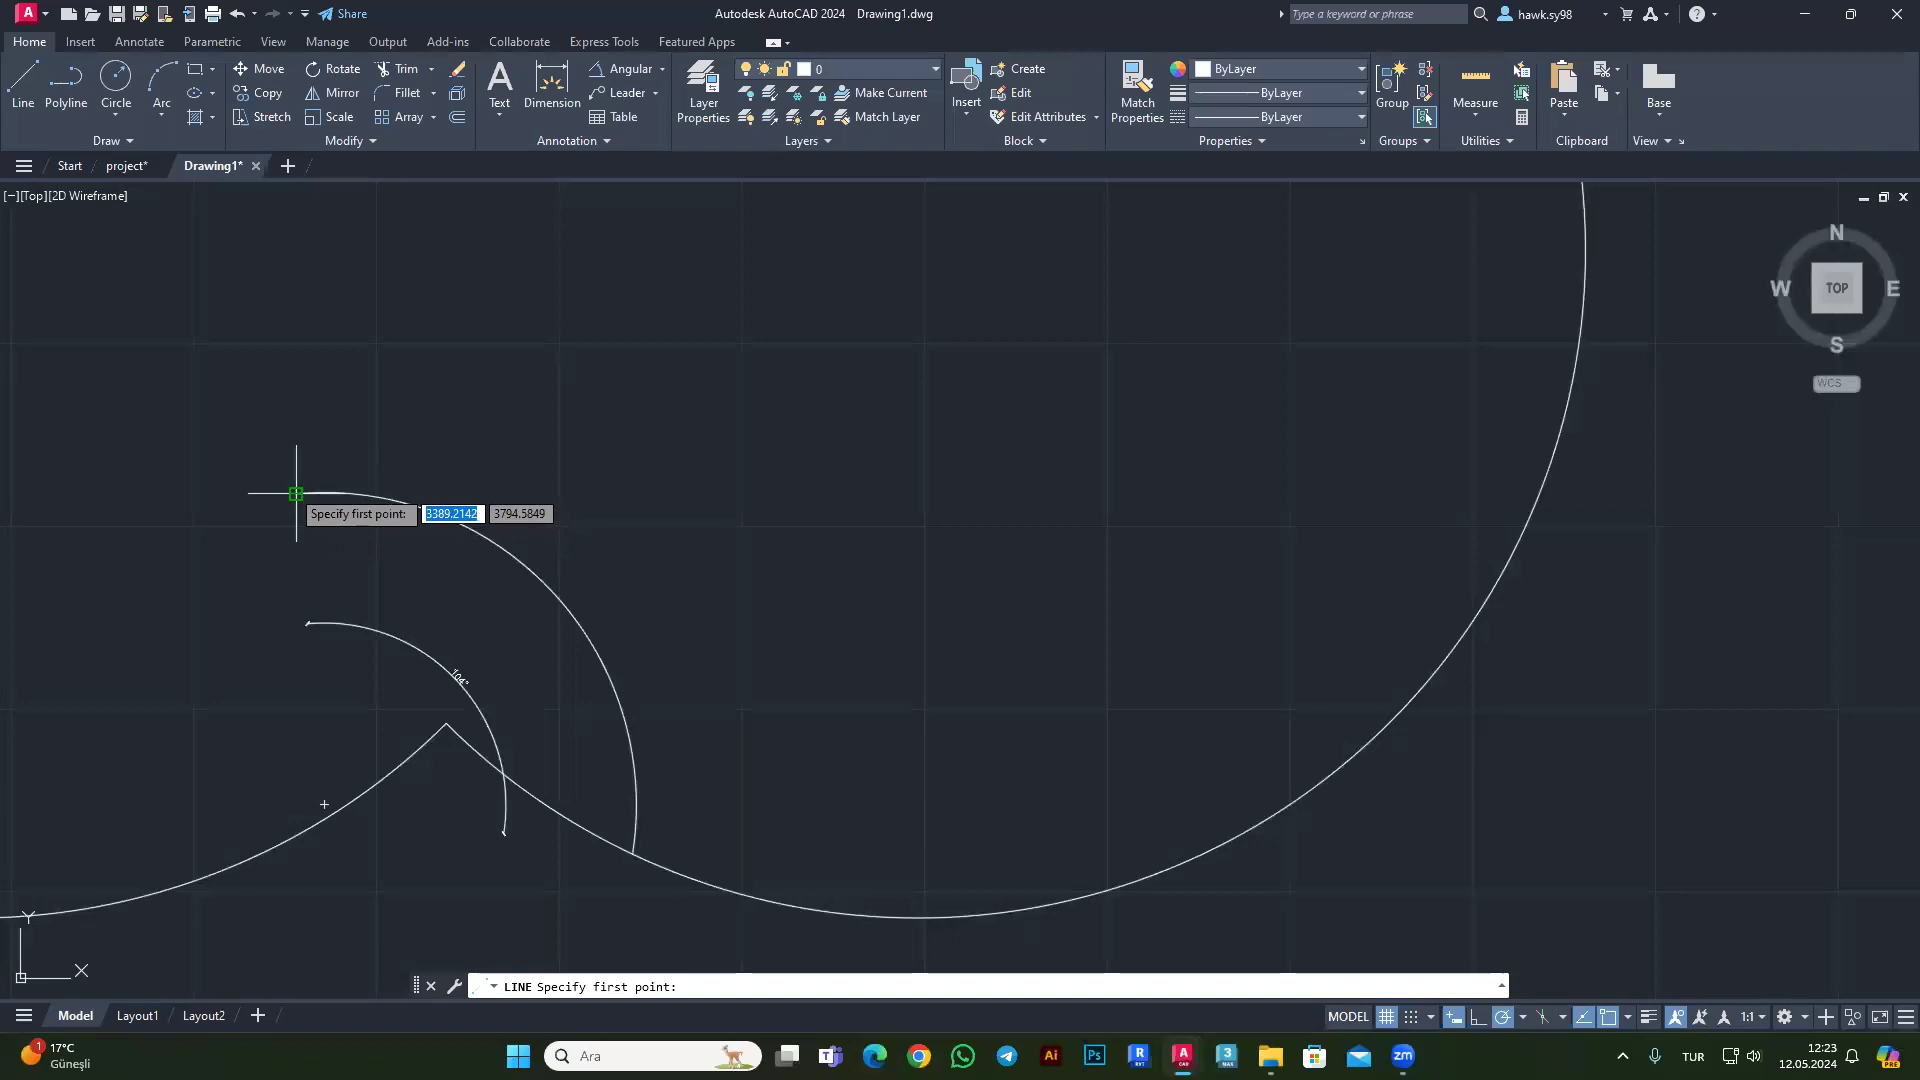 Share
Autodesk AutoCAD 2024 Drawing1.dwg
Type a keyword or phrase
hawk.sy98
Home Insert Annotate Parametric View Manage Output Add-ins Collaborate Express Tools Featured Apps
Line Polyline Circle Arc
Move Rotate Trim
Copy Mirror Fillet
Stretch Scale Array
Text Dimension
Angular
Leader
Table
Layer Properties
0
Make Current
Match Layer
Insert
Create
Edit
Edit Attributes
Match Properties
ByLayer
ByLayer
ByLayer
Group
Measure
Paste
Base
Draw Modify Annotation Layers Block Properties Groups Utilities Clipboard View
Start project* Drawing1*
[−][Top][2D Wireframe]
N
W TOP E
S
WCS
Specify first point: 3389.2142 3794.5849
104°
Y
X
LINE Specify first point:
Model Layout1 Layout2
MODEL 1:1
1
17°C
Güneşli
Ara
TUR
12:23
12.05.2024